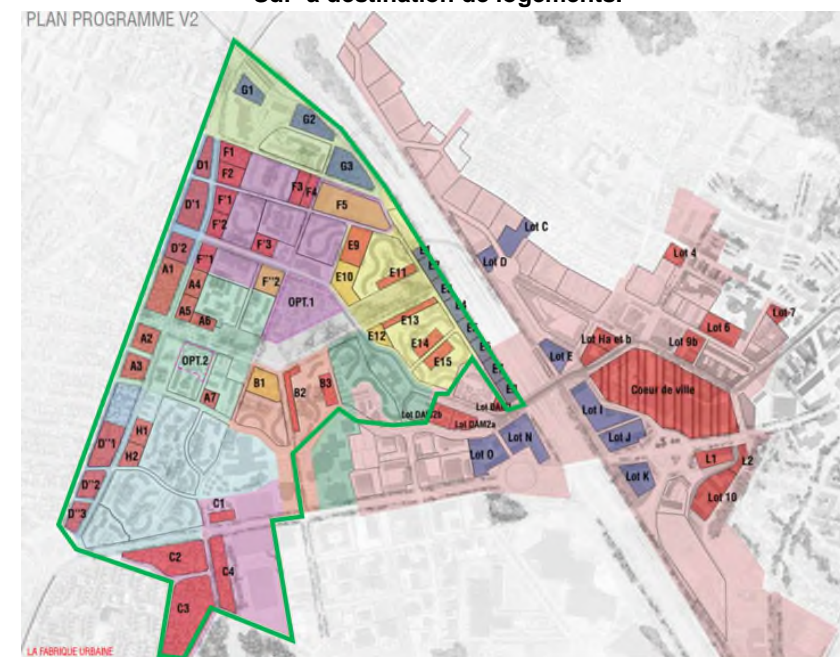 Sdr à destination de logements.
PLAN PROGRAMME V2
G1
G2
G3
F1
D1
F2
F3
F4
F5
D'1
F'1
F'2
F'3
E9
D'2
F''1
A1
A4
F''2
E10
E11
OPT.1
A5
A6
E13
E12
E14
E15
A2
A3
OPT.2
A7
B1
B2
B3
D''1
H1
H2
D''2
D''3
C1
C2
C3
C4
Lot DAM2b
Lot DAM2a
Lot C
Lot D
Lot E
Lot Ha et b
Lot 4
Lot 6
Lot 7
Lot 9b
Coeur de ville
Lot I
Lot J
Lot K
Lot N
Lot O
L1
L2
Lot 10
LA FABRIQUE URBAINE